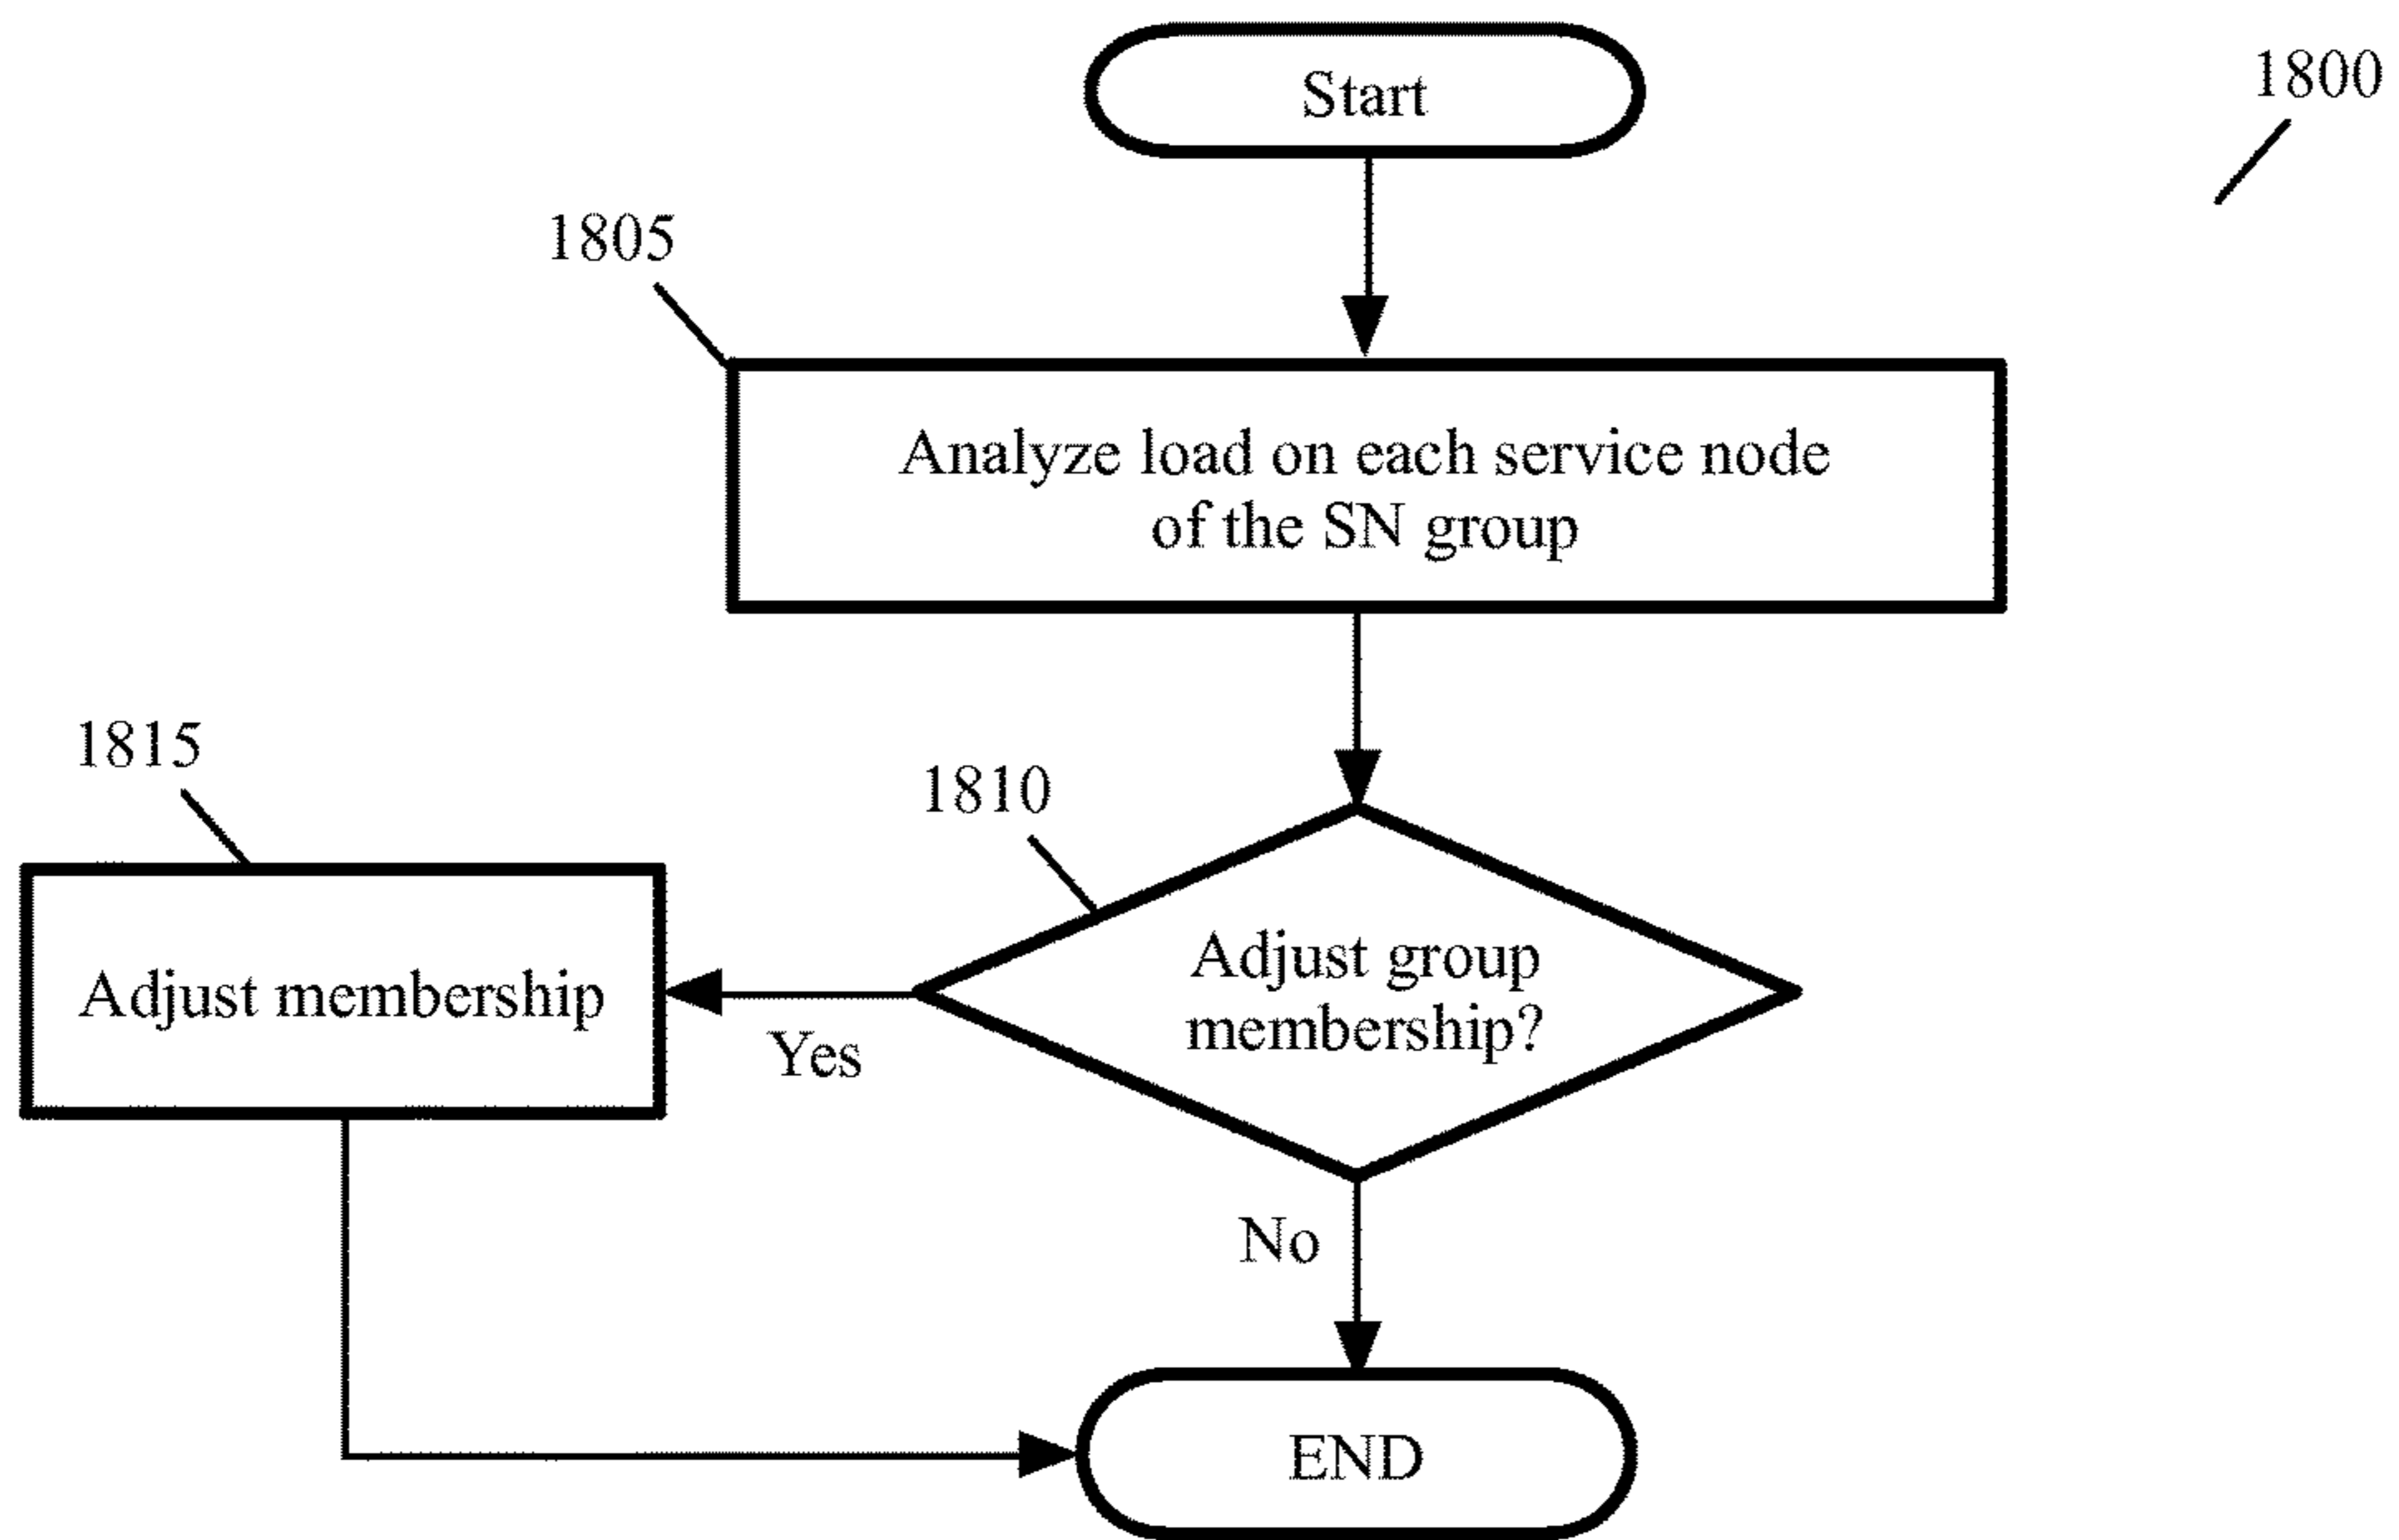 Start
1800
1805
Analyze load on each service node
of the SN group
1815
1810
Adjust membership
Yes
Adjust group
membership?
No
END